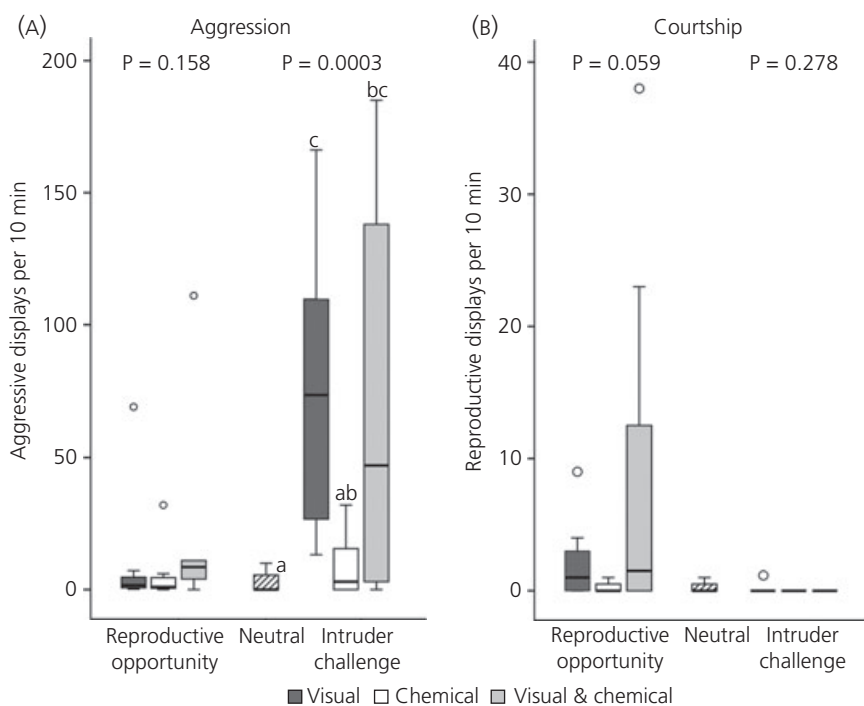 (A) Aggression
P = 0.158 P = 0.0003
Aggressive displays per 10 min
200
150
100
50
0
a
c
ab
bc
Reproductive opportunity
Neutral
Intruder challenge
(B) Courtship
P = 0.059 P = 0.278
Reproductive displays per 10 min
40
30
20
10
0
Reproductive opportunity
Neutral
Intruder challenge
Visual Chemical Visual & chemical